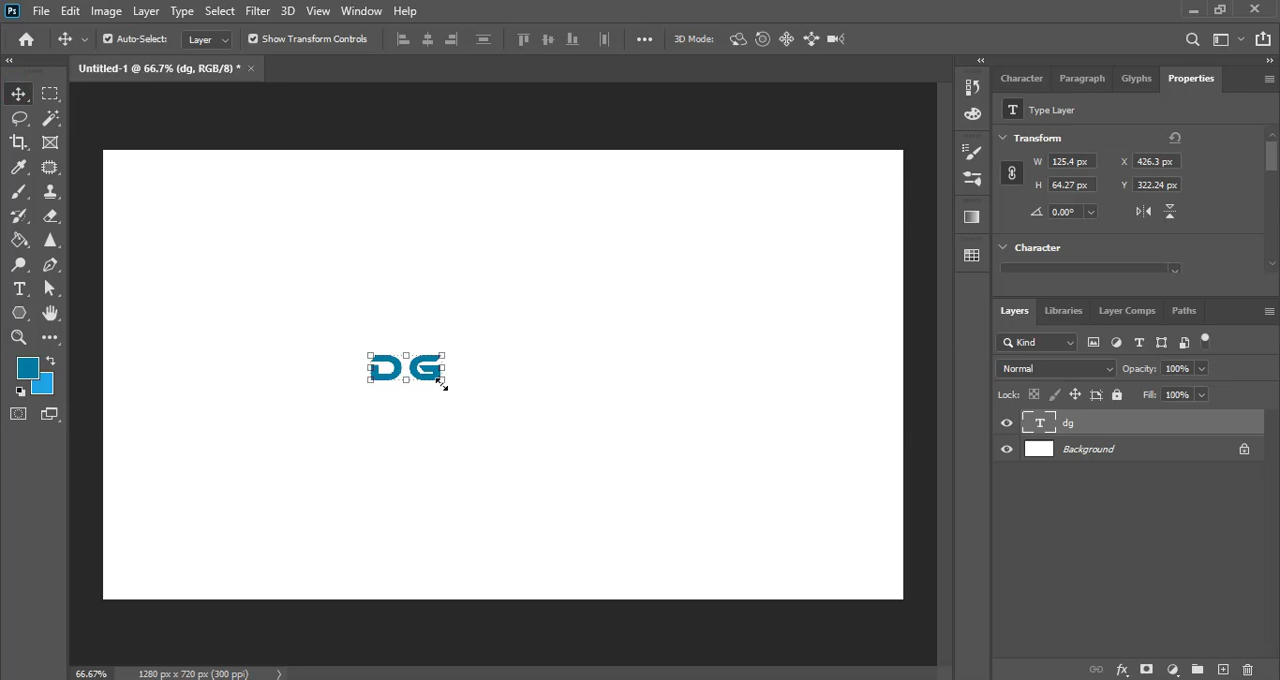 Ps File Edit Image Layer Type Select Filter 3D View Window Help
Auto-Select: Layer Show Transform Controls 3D Mode:
Untitled-1 @ 66.7% (dg, RGB/8) *
Character Paragraph Glyphs Properties
T Type Layer
Transform
W 125.4 px X 426.3 px
H 64.27 px Y 322.24 px
0.00°
Character
Layers Libraries Layer Comps Paths
Kind
Normal Opacity: 100%
Lock: Fill: 100%
T dg
Background
DG
66.67% 1280 px x 720 px (300 ppi)